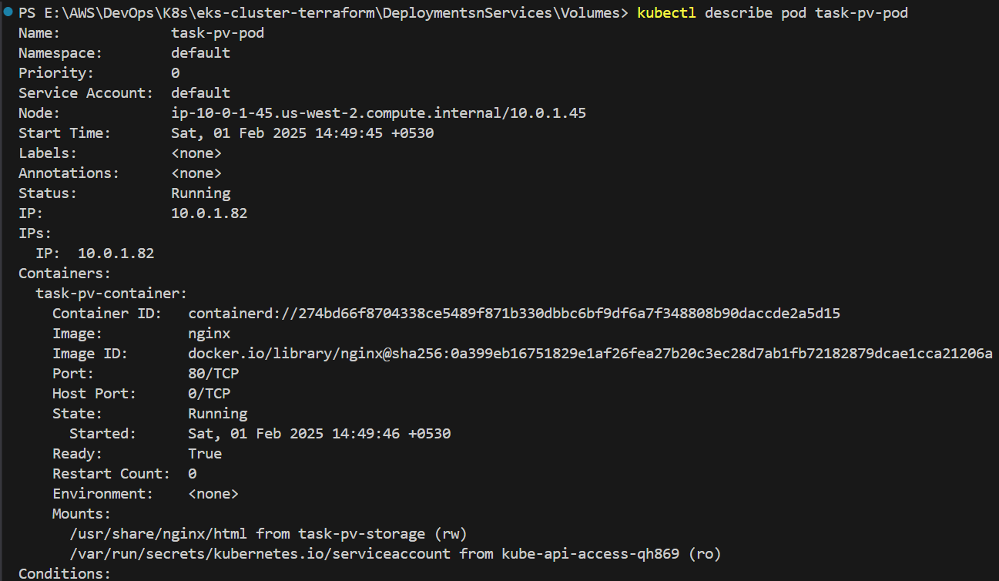 PS E:\AWS\DevOps\K8s\eks-cluster-terraform\DeploymentsnServices\Volumes> kubectl describe pod task-pv-pod
Name:             task-pv-pod
Namespace:        default
Priority:         0
Service Account:  default
Node:             ip-10-0-1-45.us-west-2.compute.internal/10.0.1.45
Start Time:       Sat, 01 Feb 2025 14:49:45 +0530
Labels:           <none>
Annotations:      <none>
Status:           Running
IP:               10.0.1.82
IPs:
  IP:  10.0.1.82
Containers:
  task-pv-container:
    Container ID:   containerd://274bd66f8704338ce5489f871b330dbbc6bf9df6a7f348808b90daccde2a5d15
    Image:          nginx
    Image ID:       docker.io/library/nginx@sha256:0a399eb16751829e1af26fea27b20c3ec28d7ab1fb72182879dcae1cca21206a
    Port:           80/TCP
    Host Port:      0/TCP
    State:          Running
      Started:      Sat, 01 Feb 2025 14:49:46 +0530
    Ready:          True
    Restart Count:  0
    Environment:    <none>
    Mounts:
      /usr/share/nginx/html from task-pv-storage (rw)
      /var/run/secrets/kubernetes.io/serviceaccount from kube-api-access-qh869 (ro)
Conditions: